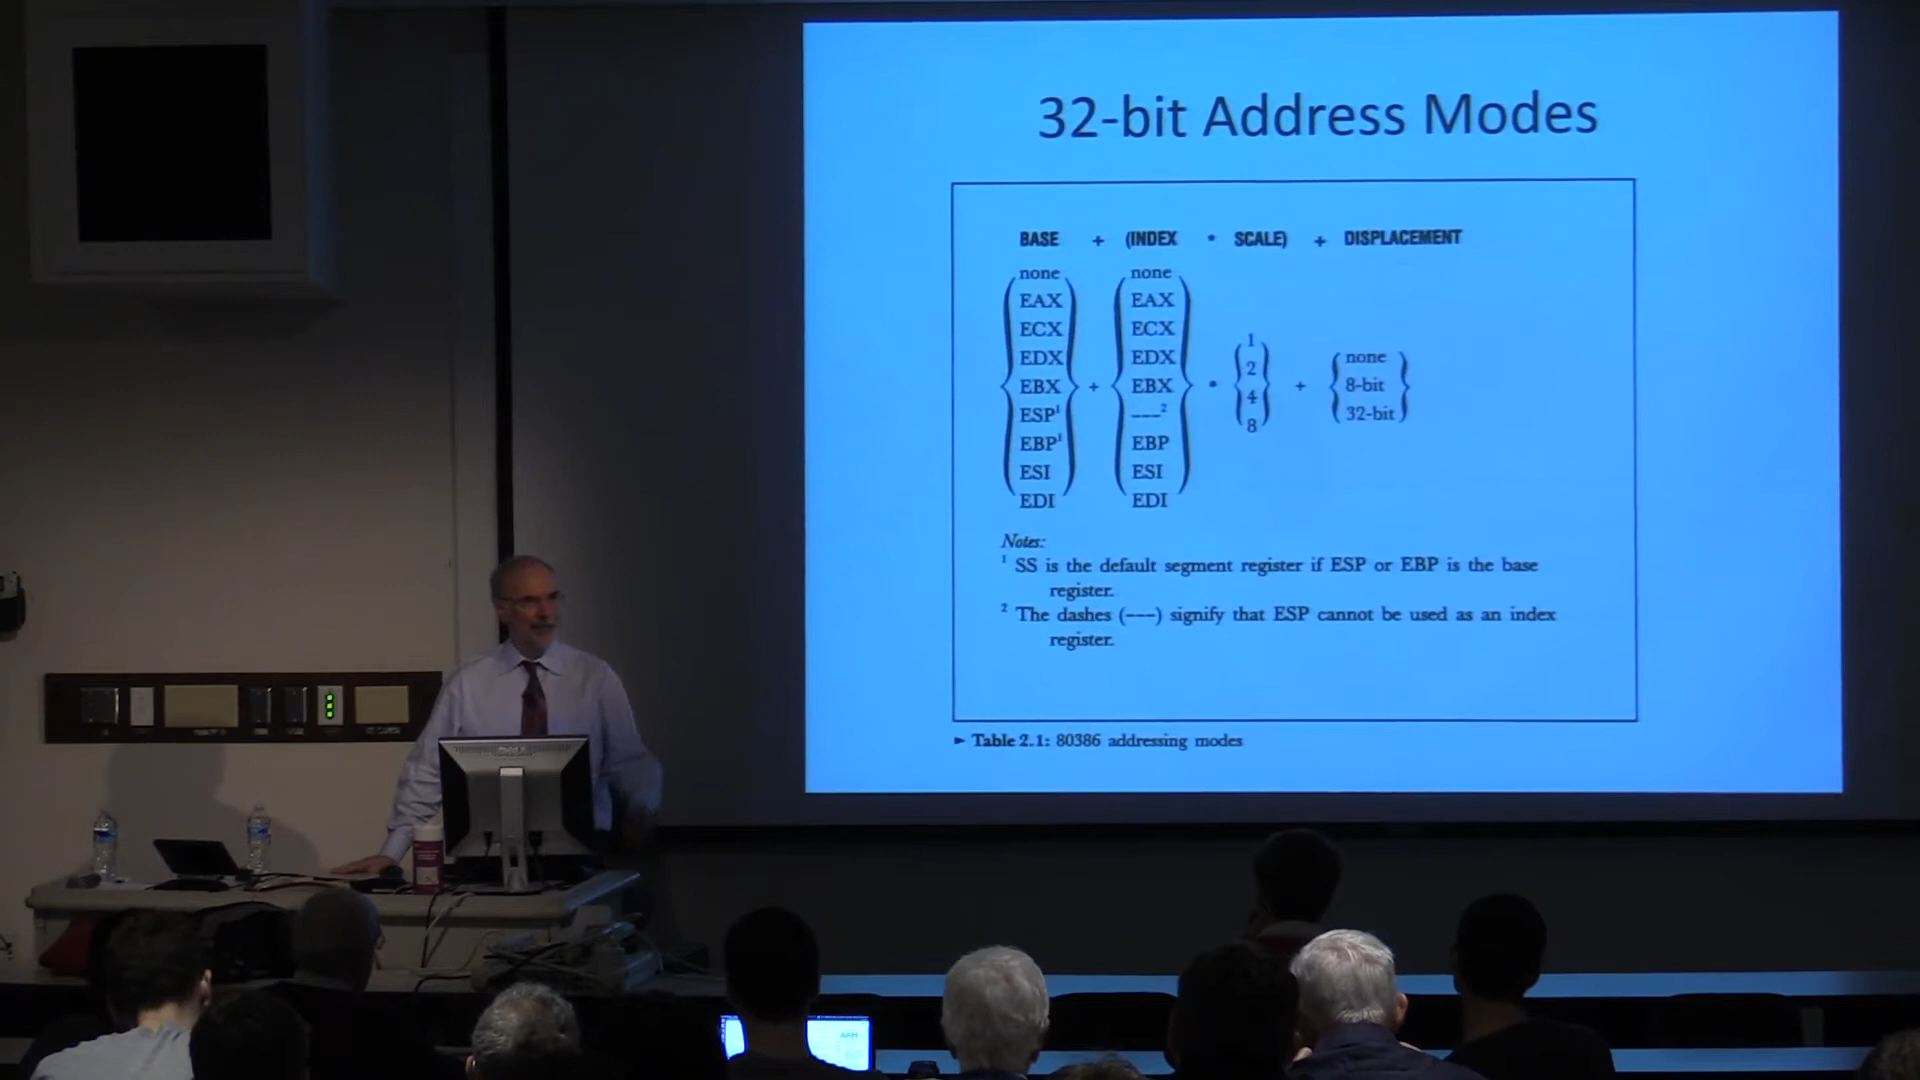 32-bit Address Modes
BASE + (INDEX * SCALE) + DISPLACEMENT
none none
EAX EAX
ECX ECX 1
EDX EDX 2 none
EBX + EBX * 4 + 8-bit
ESP¹ ---² 8 32-bit
EBP¹ EBP
ESI ESI
EDI EDI
Notes:
¹ SS is the default segment register if ESP or EBP is the base
register.
² The dashes (---) signify that ESP cannot be used as an index
register.
► Table 2.1: 80386 addressing modes